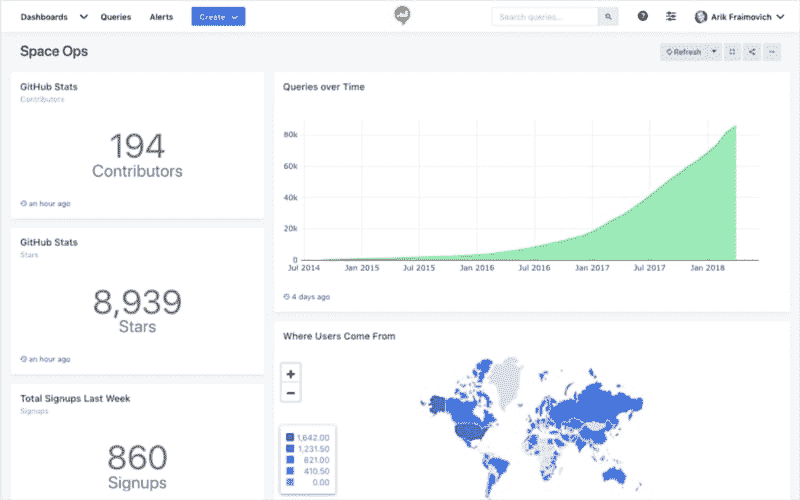 Dashboards Queries Alerts Create Search queries... Arik Fraimovich
Space Ops
Refresh
GitHub Stats
Contributors
194
Contributors
an hour ago
GitHub Stats
Stars
8,939
Stars
an hour ago
Total Signups Last Week
Signups
860
Signups
Queries over Time
80k
60k
40k
20k
0
Jul 2014 Jan 2015 Jul 2015 Jan 2016 Jul 2016 Jan 2017 Jul 2017 Jan 2018
4 days ago
Where Users Come From
+
−
1,642.00
1,231.50
821.00
410.50
0.00